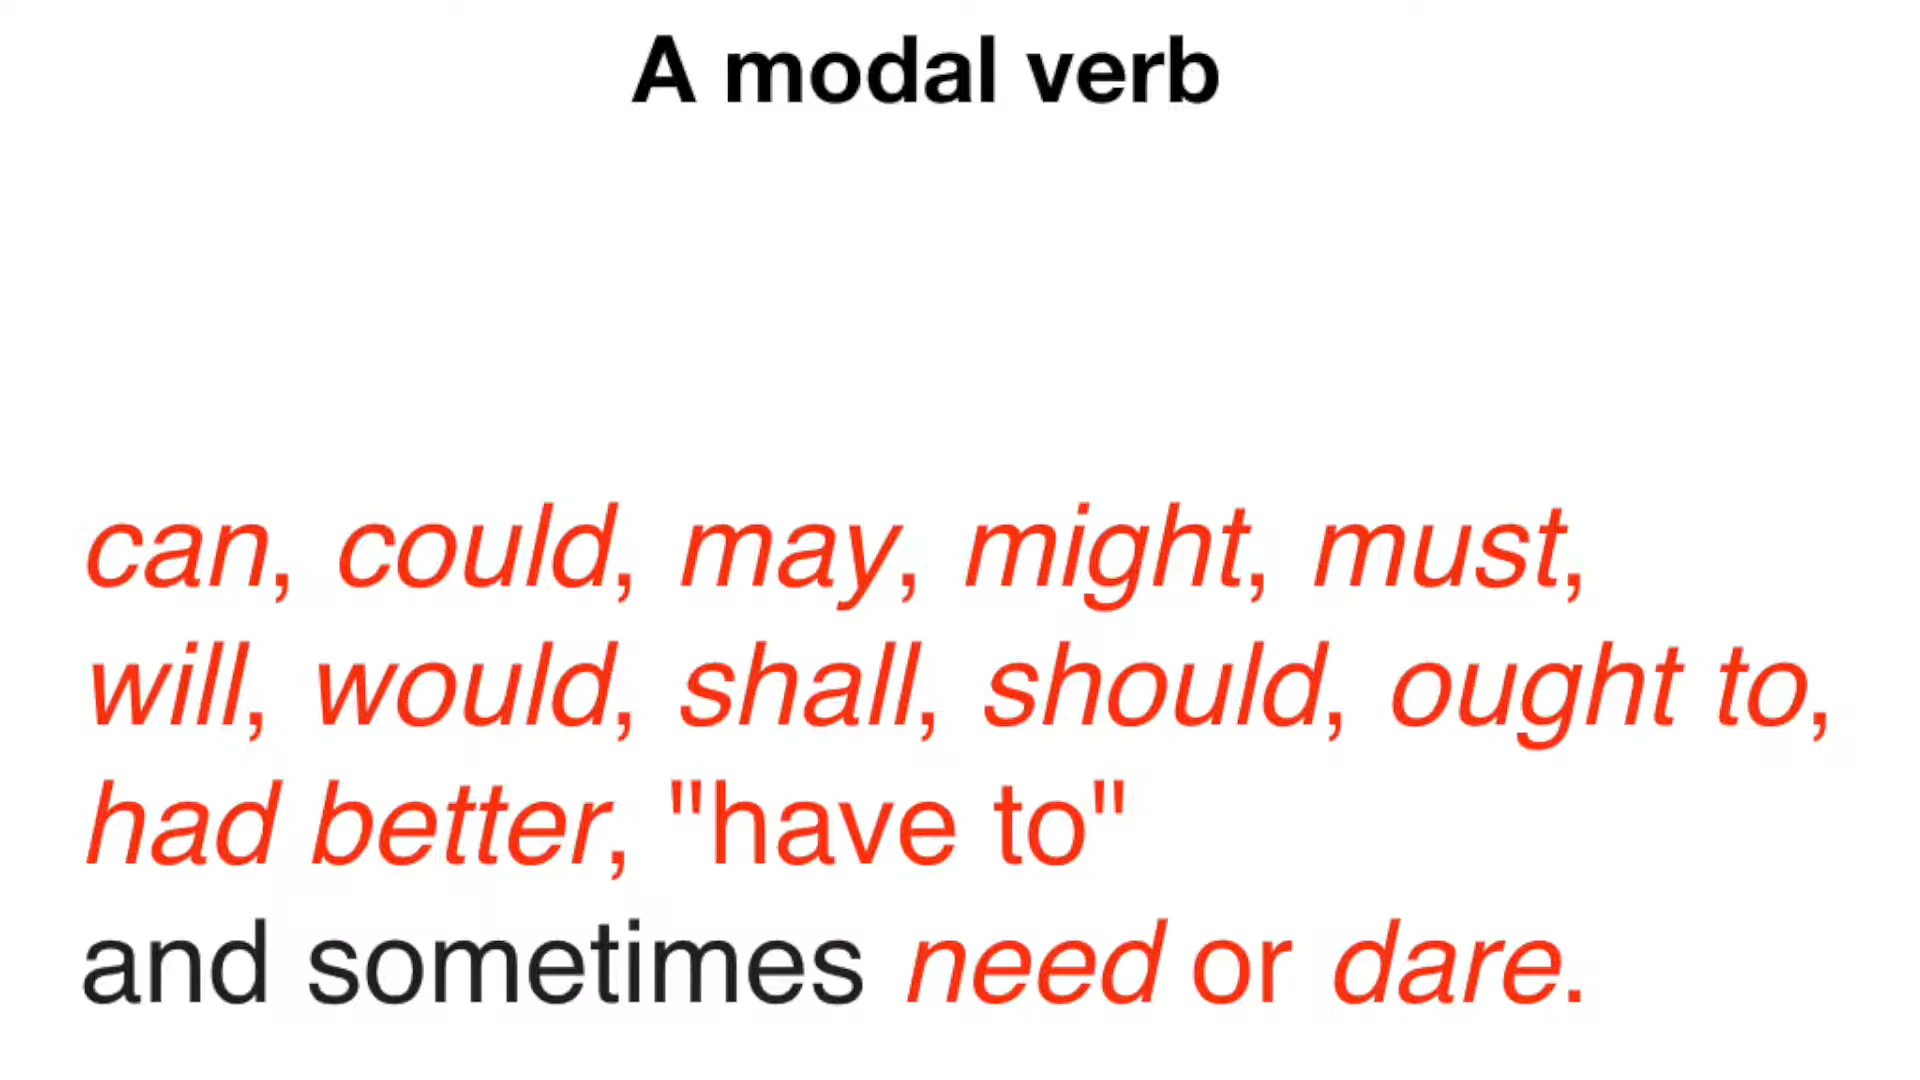 A modal verb
can, could, may, might, must,
will, would, shall, should, ought to,
had better, "have to"
and sometimes need or dare.